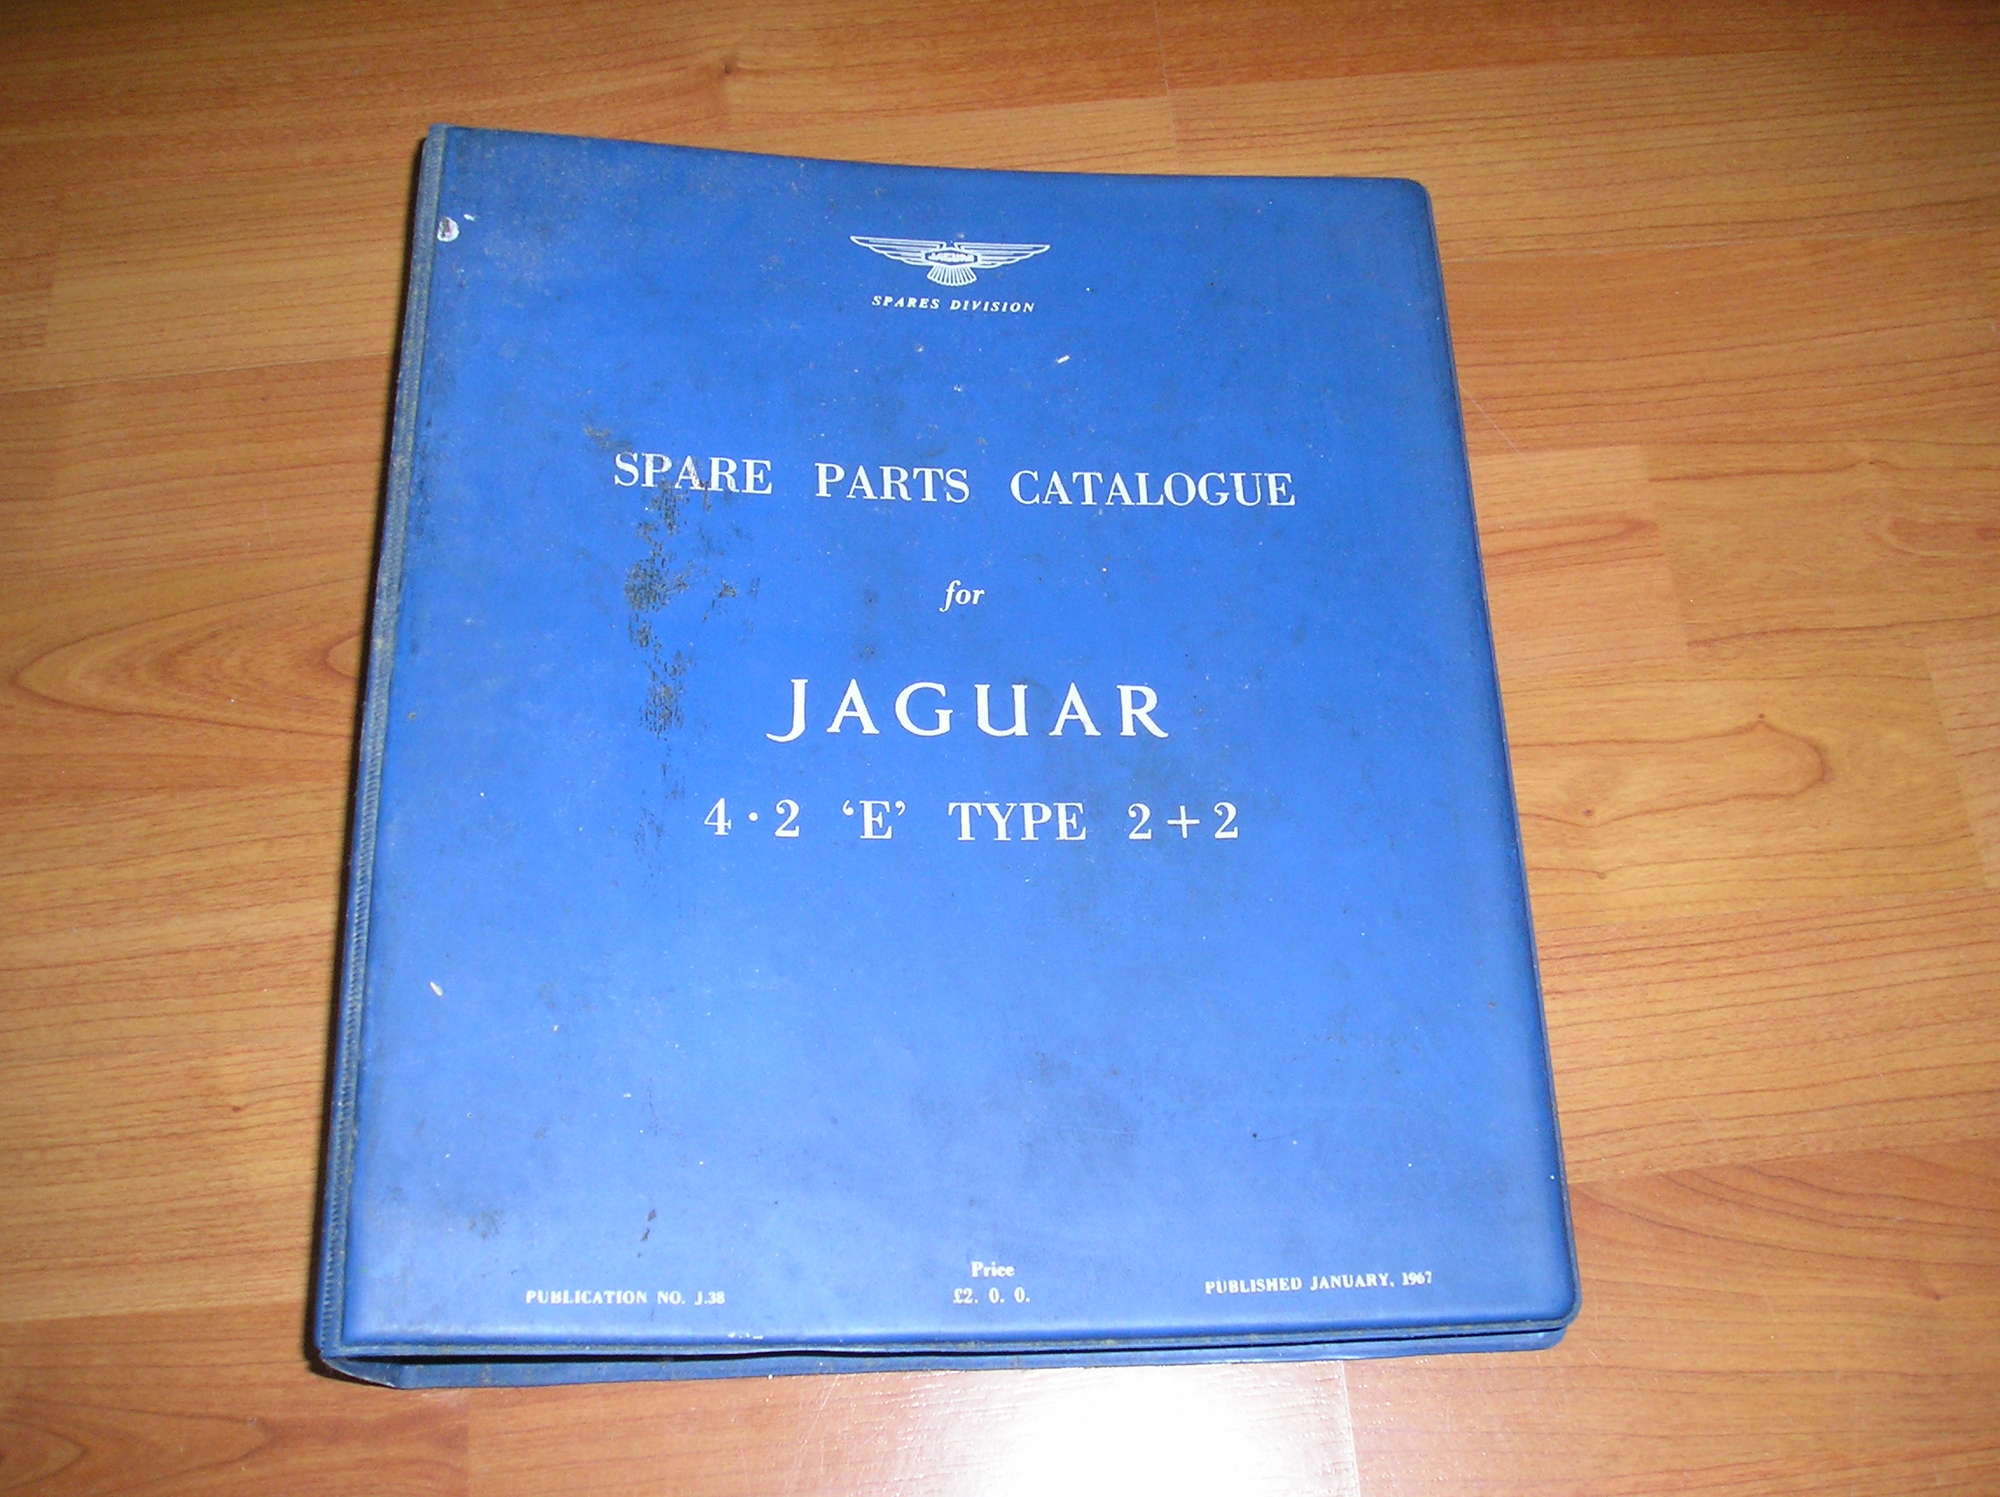 JAGUAR
SPARES DIVISION
SPARE PARTS CATALOGUE
for
JAGUAR
4·2 ‘E’ TYPE 2+2
Price
PUBLICATION NO. J.38 £2. 0. 0. PUBLISHED JANUARY, 1967